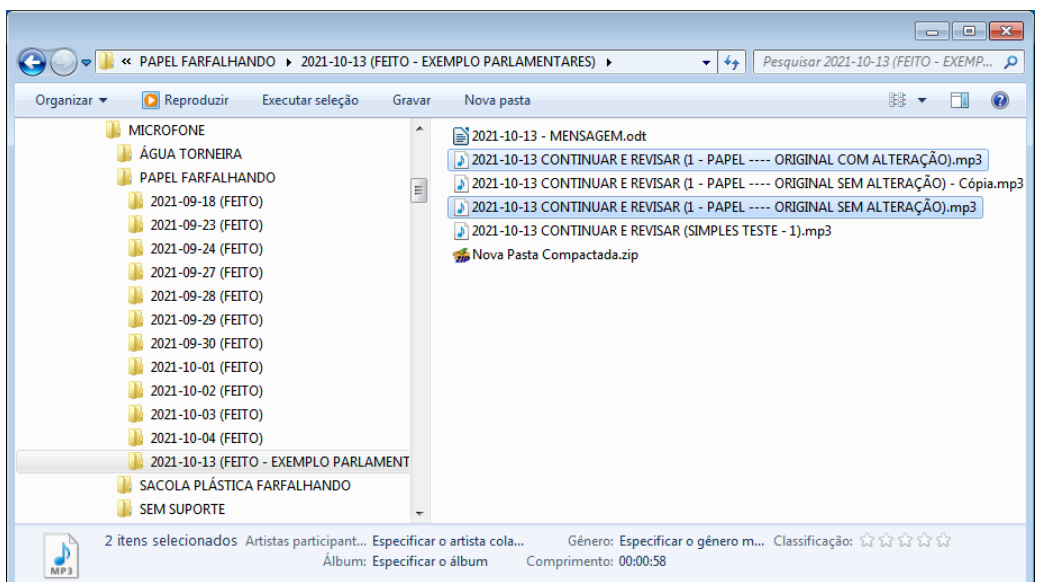 « PAPEL FARFALHANDO ▸ 2021-10-13 (FEITO - EXEMPLO PARLAMENTARES) ▸ Pesquisar 2021-10-13 (FEITO - EXEMP...
Organizar Reproduzir Executar seleção Gravar Nova pasta
MICROFONE
ÁGUA TORNEIRA
PAPEL FARFALHANDO
2021-09-18 (FEITO)
2021-09-23 (FEITO)
2021-09-24 (FEITO)
2021-09-27 (FEITO)
2021-09-28 (FEITO)
2021-09-29 (FEITO)
2021-09-30 (FEITO)
2021-10-01 (FEITO)
2021-10-02 (FEITO)
2021-10-03 (FEITO)
2021-10-04 (FEITO)
2021-10-13 (FEITO - EXEMPLO PARLAMENT
SACOLA PLÁSTICA FARFALHANDO
SEM SUPORTE
2021-10-13 - MENSAGEM.odt
2021-10-13 CONTINUAR E REVISAR (1 - PAPEL ---- ORIGINAL COM ALTERAÇÃO).mp3
2021-10-13 CONTINUAR E REVISAR (1 - PAPEL ---- ORIGINAL SEM ALTERAÇÃO) - Cópia.mp3
2021-10-13 CONTINUAR E REVISAR (1 - PAPEL ---- ORIGINAL SEM ALTERAÇÃO).mp3
2021-10-13 CONTINUAR E REVISAR (SIMPLES TESTE - 1).mp3
Nova Pasta Compactada.zip
2 itens selecionados Artistas participant... Especificar o artista cola... Gênero: Especificar o gênero m... Classificação:
Álbum: Especificar o álbum Comprimento: 00:00:58
MP3